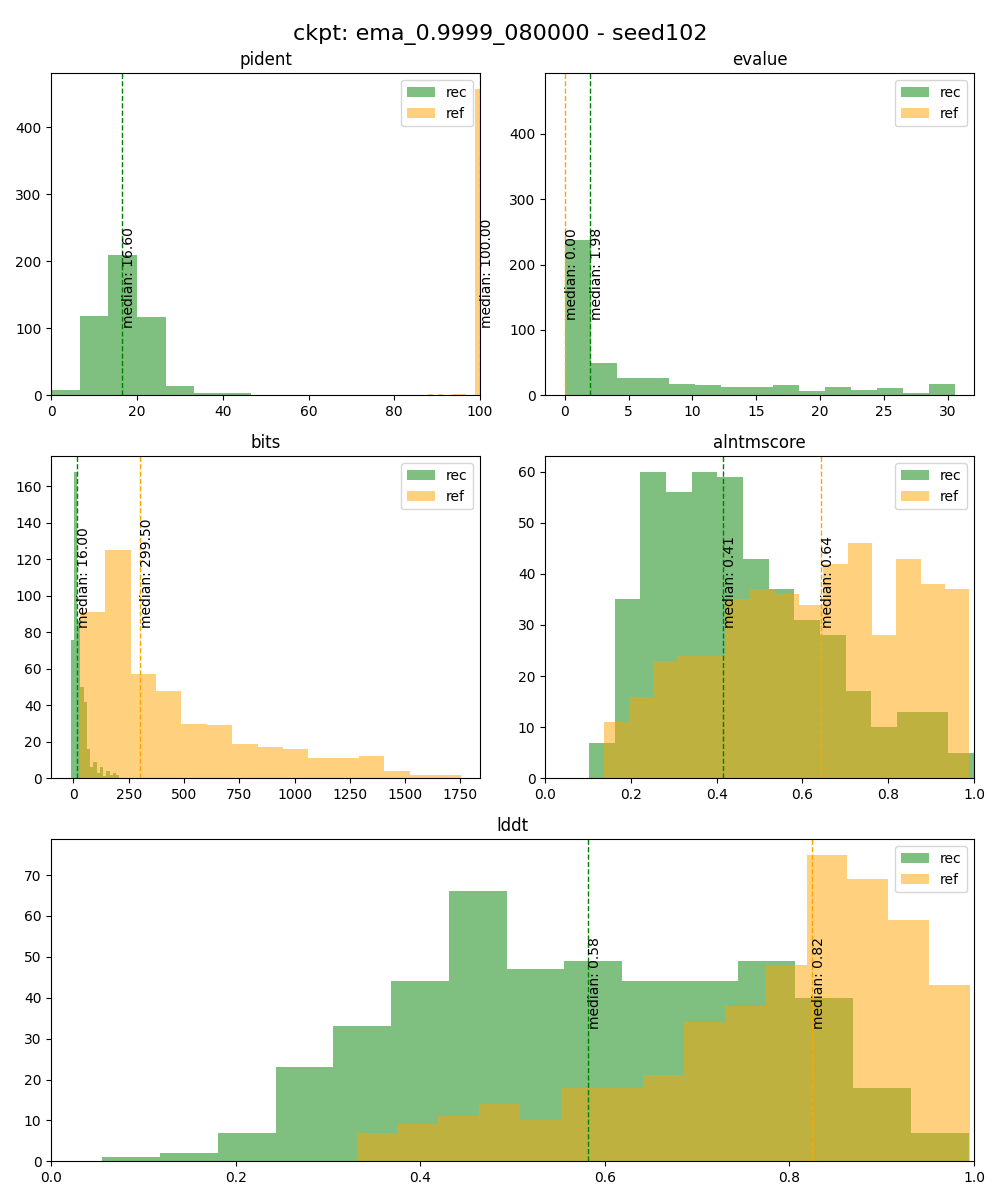 ckpt: ema_0.9999_080000 - seed102
pident
rec
ref
median: 16.60
median: 100.00
400
300
200
100
0
0 20 40 60 80 100
evalue
rec
ref
median: 0.00
median: 1.98
400
300
200
100
0
0 5 10 15 20 25 30
bits
rec
ref
median: 16.00
median: 299.50
160
140
120
100
80
60
40
20
0
0 250 500 750 1000 1250 1500 1750
alntmscore
rec
ref
median: 0.41
median: 0.64
60
50
40
30
20
10
0
0.0 0.2 0.4 0.6 0.8 1.0
lddt
rec
ref
median: 0.58
median: 0.82
70
60
50
40
30
20
10
0
0.0 0.2 0.4 0.6 0.8 1.0